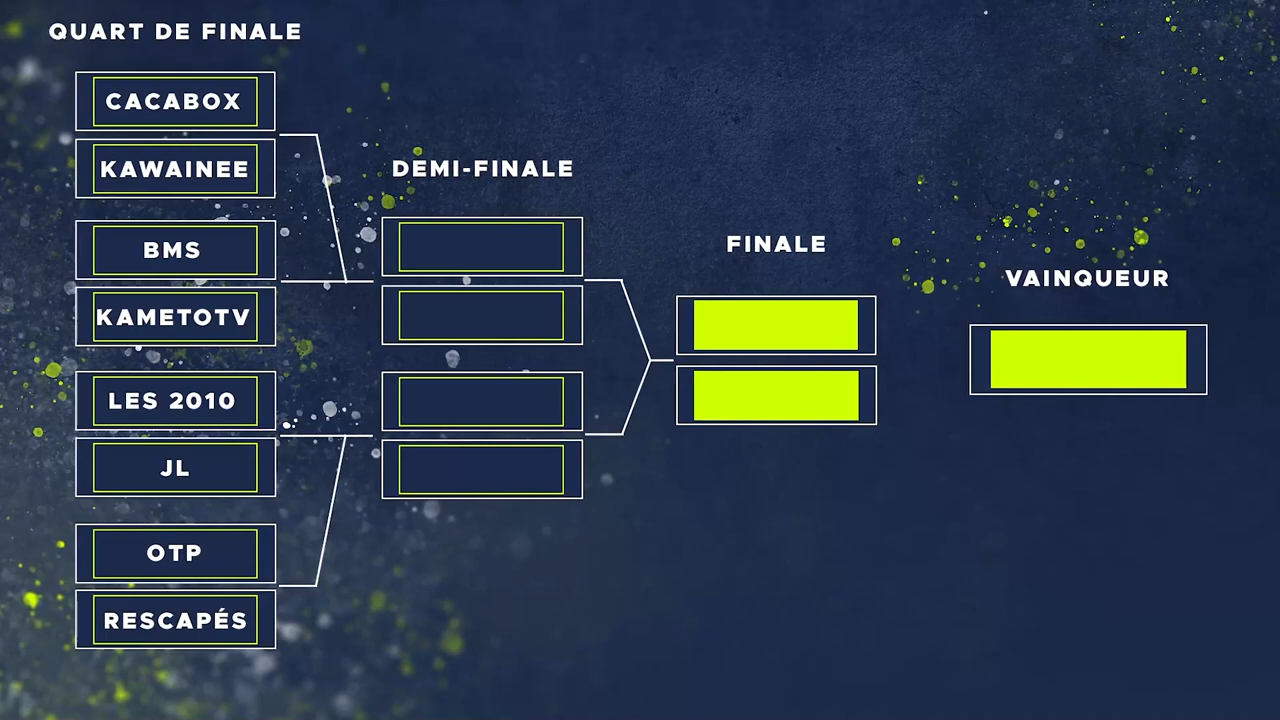 QUART DE FINALE
CACABOX
KAWAINEE
BMS
KAMETOTV
LES 2010
JL
OTP
RESCAPÉS
DEMI-FINALE
FINALE
VAINQUEUR